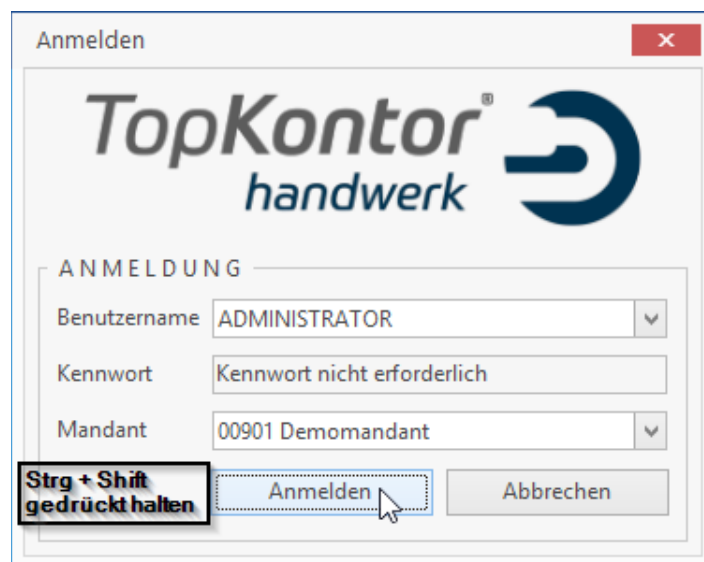 Anmelden
TopKontor®
handwerk
ANMELDUNG
Benutzername ADMINISTRATOR
Kennwort Kennwort nicht erforderlich
Mandant 00901 Demomandant
Strg + Shift
gedrückt halten
Anmelden Abbrechen